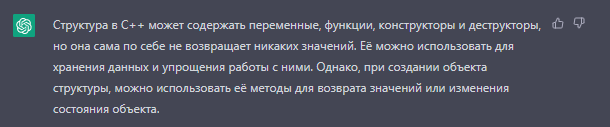 Структура в C++ может содержать переменные, функции, конструкторы и деструкторы,
но она сама по себе не возвращает никаких значений. Её можно использовать для
хранения данных и упрощения работы с ними. Однако, при создании объекта
структуры, можно использовать её методы для возврата значений или изменения
состояния объекта.